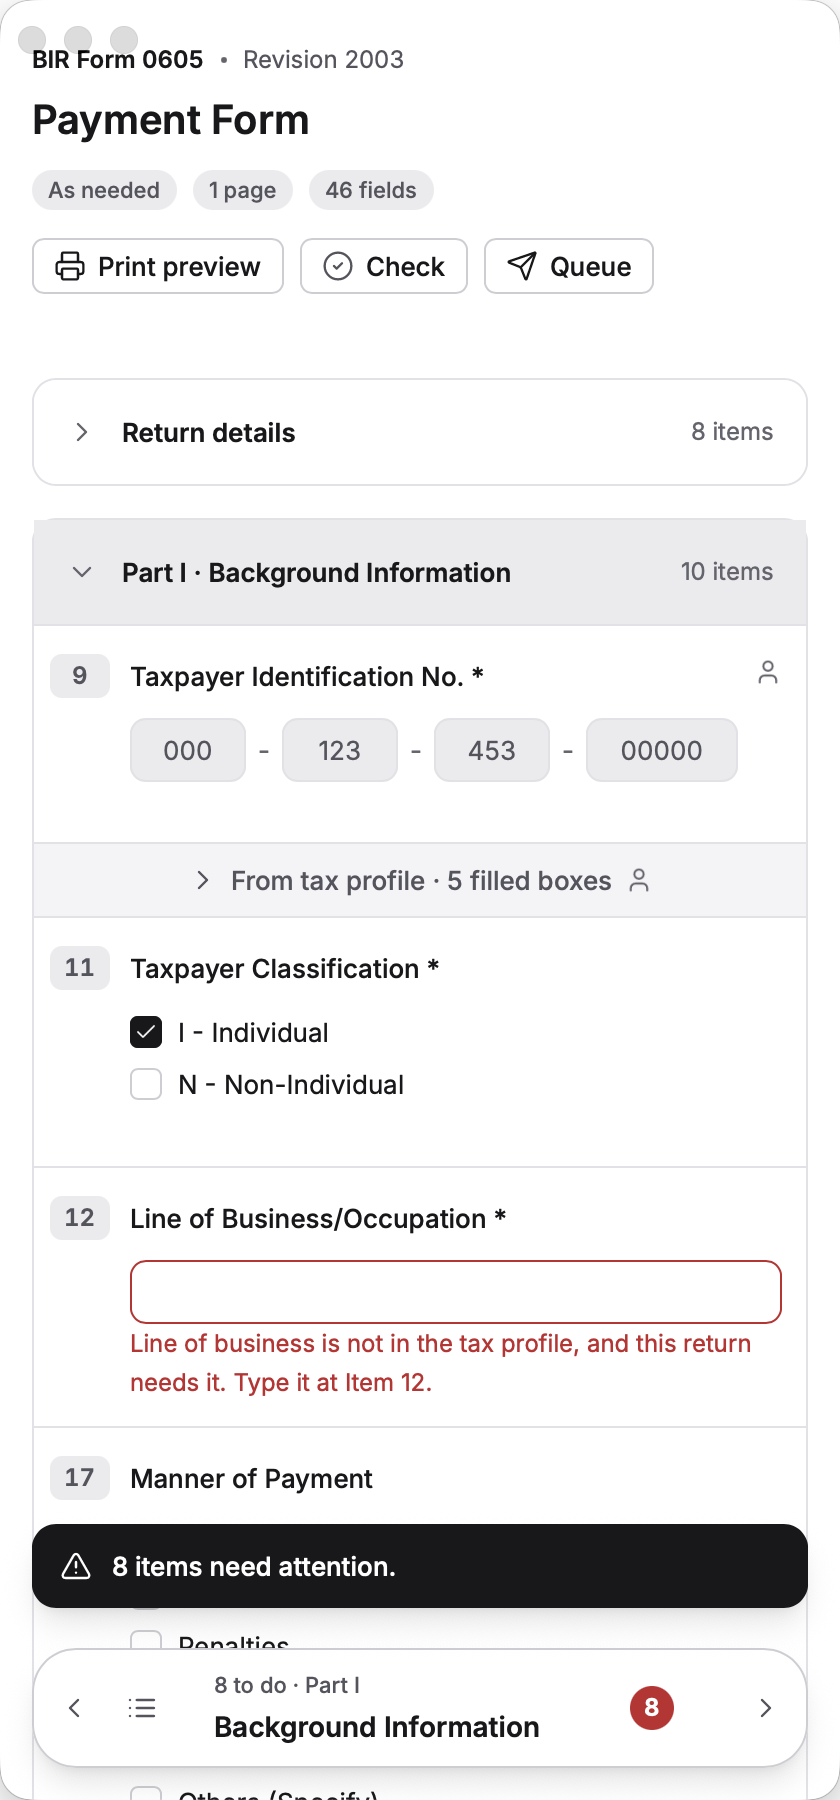 BIR Form 0605 • Revision 2003
Payment Form
As needed 1 page 46 fields
Print preview Check Queue
Return details 8 items
Part I · Background Information 10 items
9 Taxpayer Identification No. *
000 - 123 - 453 - 00000
From tax profile · 5 filled boxes
11 Taxpayer Classification *
I - Individual
N - Non-Individual
12 Line of Business/Occupation *
Line of business is not in the tax profile, and this return
needs it. Type it at Item 12.
17 Manner of Payment
8 items need attention.
Penalties
8 to do · Part I
Background Information 8
Others (Specify)